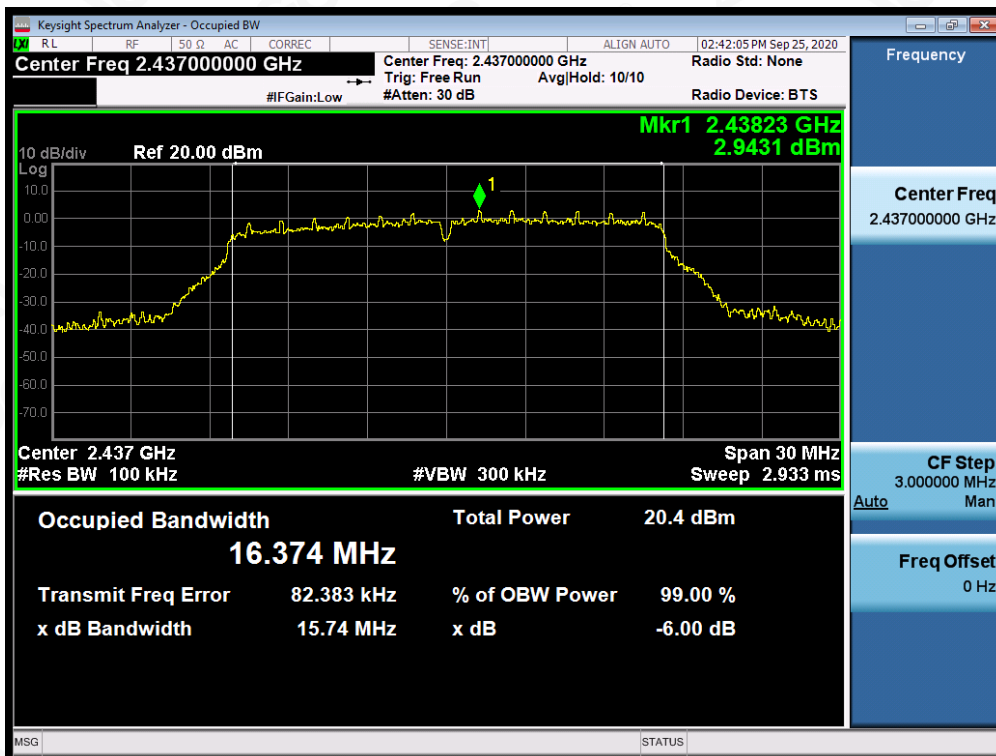 Keysight Spectrum Analyzer - Occupied BW
LXI RL RF 50 Ω AC CORREC SENSE:INT ALIGN AUTO 02:42:05 PM Sep 25, 2020
Center Freq 2.437000000 GHz
Center Freq: 2.437000000 GHz Radio Std: None
Trig: Free Run Avg|Hold: 10/10
#IFGain:Low #Atten: 30 dB Radio Device: BTS
Mkr1 2.43823 GHz
2.9431 dBm
10 dB/div Ref 20.00 dBm
Log
10.0
0.00
-10.0
-20.0
-30.0
-40.0
-50.0
-60.0
-70.0
1
Center 2.437 GHz Span 30 MHz
#Res BW 100 kHz #VBW 300 kHz Sweep 2.933 ms
Occupied Bandwidth Total Power 20.4 dBm
16.374 MHz
Transmit Freq Error 82.383 kHz % of OBW Power 99.00 %
x dB Bandwidth 15.74 MHz x dB -6.00 dB
MSG STATUS
Frequency
Center Freq
2.437000000 GHz
CF Step
3.000000 MHz
Auto Man
Freq Offset
0 Hz